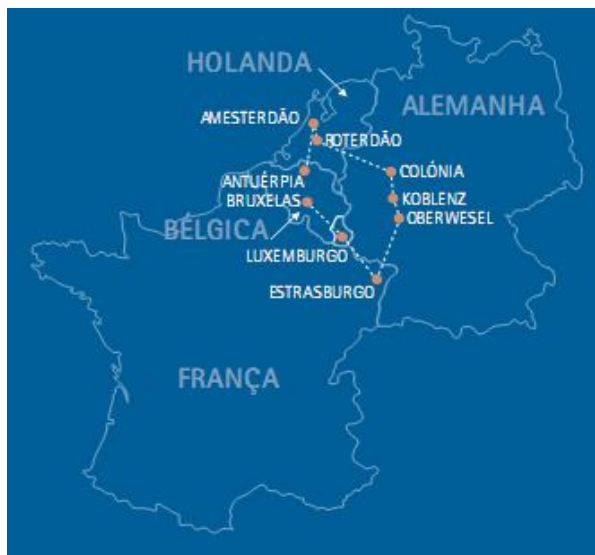 HOLANDA
ALEMANHA
AMESTERDÃO
ROTERDÃO
COLÓNIA
ANTUÉRPIA
KOBLENZ
BRUXELAS
OBERWESEL
BÉLGICA
LUXEMBURGO
ESTRASBURGO
FRANÇA